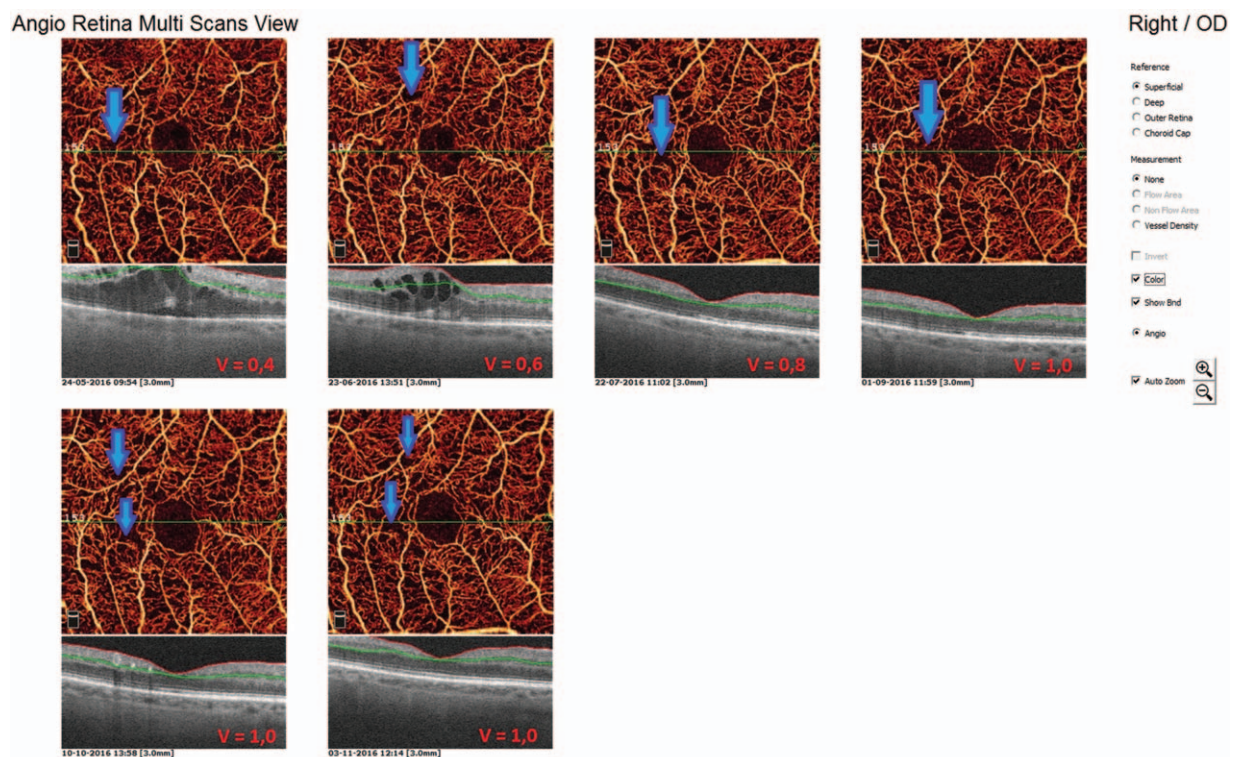 Angio Retina Multi Scans View
Right / OD
Reference
Superficial
Deep
Outer Retina
Choroid Cap
Measurement
None
Flow Area
Non Flow Area
Vessel Density
Invert
Color
Show Bnd
Angio
Auto Zoom
V = 0,4
24-05-2016 09:54 [3.0mm]
V = 0,6
23-06-2016 13:51 [3.0mm]
V = 0,8
22-07-2016 11:02 [3.0mm]
V = 1,0
01-09-2016 11:59 [3.0mm]
V = 1,0
10-10-2016 13:58 [3.0mm]
V = 1,0
03-11-2016 12:14 [3.0mm]